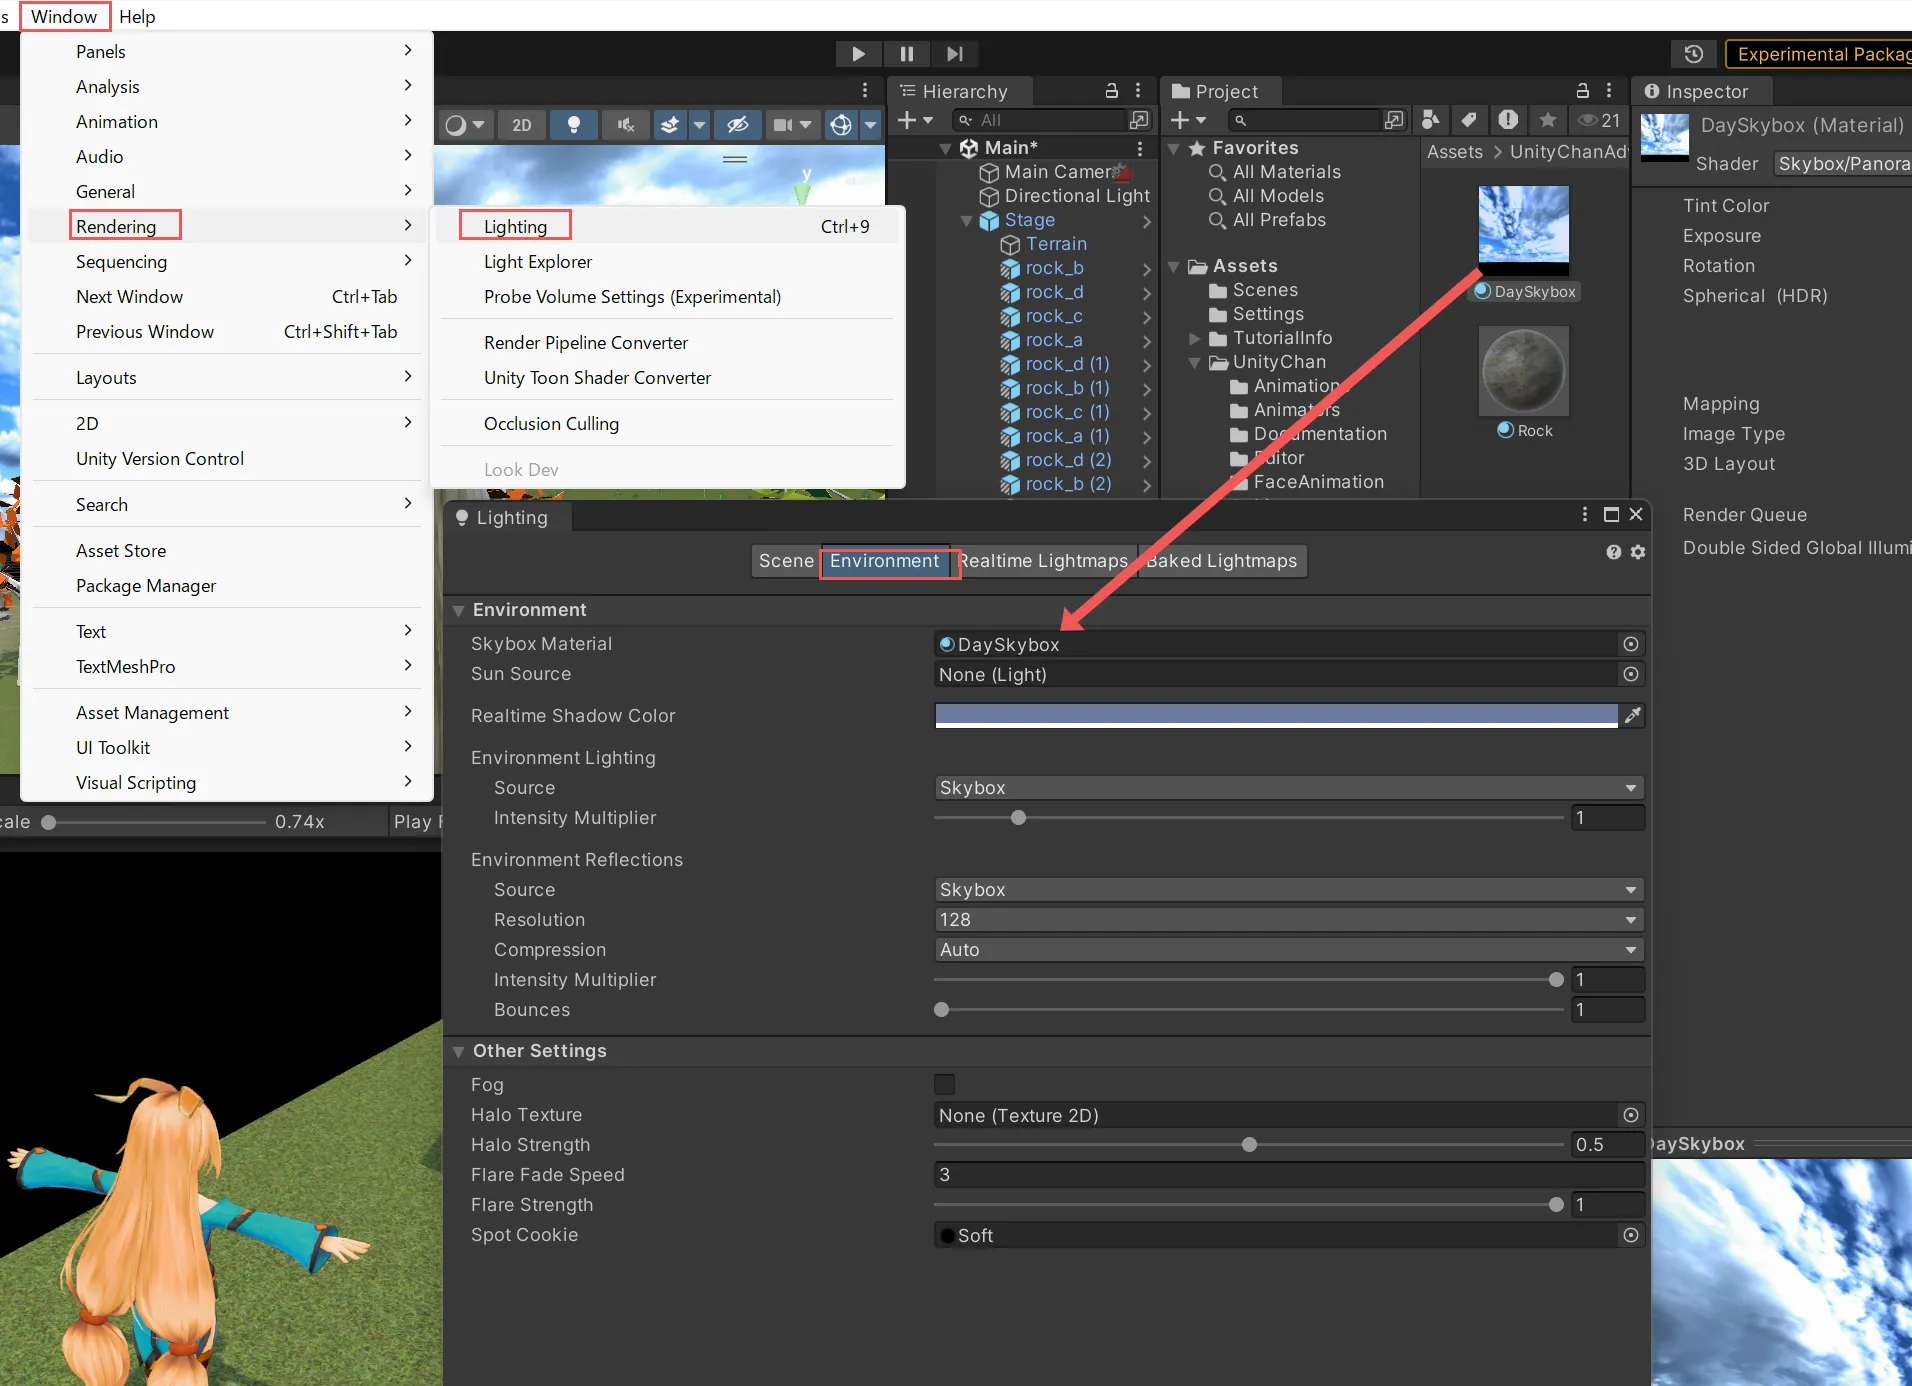 s Window Help
Panels
Analysis
Animation
Audio
General
Rendering
Sequencing
Next Window Ctrl+Tab
Previous Window Ctrl+Shift+Tab
Layouts
2D
Unity Version Control
Search
Asset Store
Package Manager
Text
TextMeshPro
Asset Management
UI Toolkit
Visual Scripting
Lighting Ctrl+9
Light Explorer
Probe Volume Settings (Experimental)
Render Pipeline Converter
Unity Toon Shader Converter
Occlusion Culling
Look Dev
Experimental Packag
2D
y
Hierarchy
All
Main*
Main Camer
Directional Light
Stage
Terrain
rock_b
rock_d
rock_c
rock_a
rock_d (1)
rock_b (1)
rock_c (1)
rock_a (1)
rock_d (2)
rock_b (2)
Project
21
Favorites
All Materials
All Models
All Prefabs
Assets
Scenes
Settings
TutorialInfo
UnityChan
Animation
Animators
Documentation
Editor
FaceAnimation
Assets > UnityChanAd
DaySkybox
Rock
Inspector
DaySkybox (Material)
Shader Skybox/Panora
Tint Color
Exposure
Rotation
Spherical (HDR)
Mapping
Image Type
3D Layout
Render Queue
Double Sided Global Illumi
Lighting
Scene Environment Realtime Lightmaps Baked Lightmaps
Environment
Skybox Material DaySkybox
Sun Source None (Light)
Realtime Shadow Color
Environment Lighting
Source Skybox
Intensity Multiplier 1
Environment Reflections
Source Skybox
Resolution 128
Compression Auto
Intensity Multiplier 1
Bounces 1
Other Settings
Fog
Halo Texture None (Texture 2D)
Halo Strength 0.5
Flare Fade Speed 3
Flare Strength 1
Spot Cookie Soft
cale 0.74x Play
DaySkybox